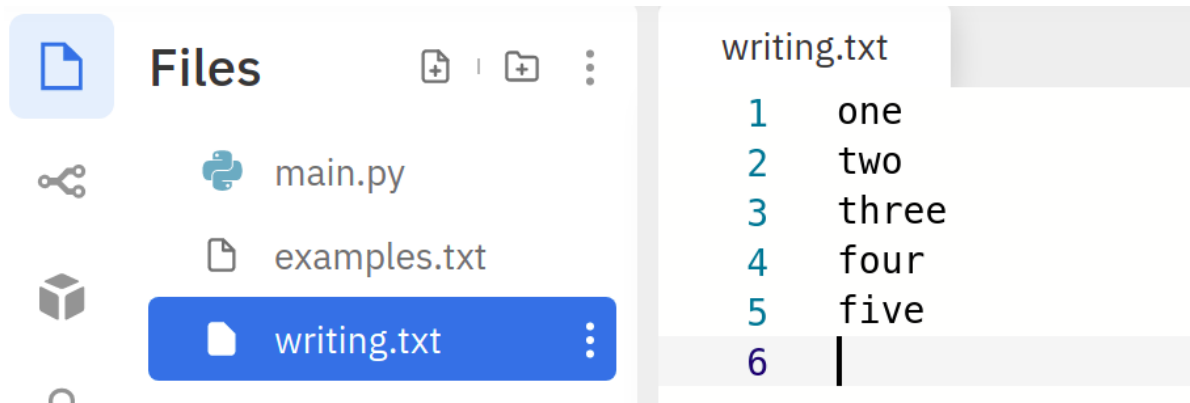 Files
main.py
examples.txt
writing.txt
writing.txt
1 one
2 two
3 three
4 four
5 five
6